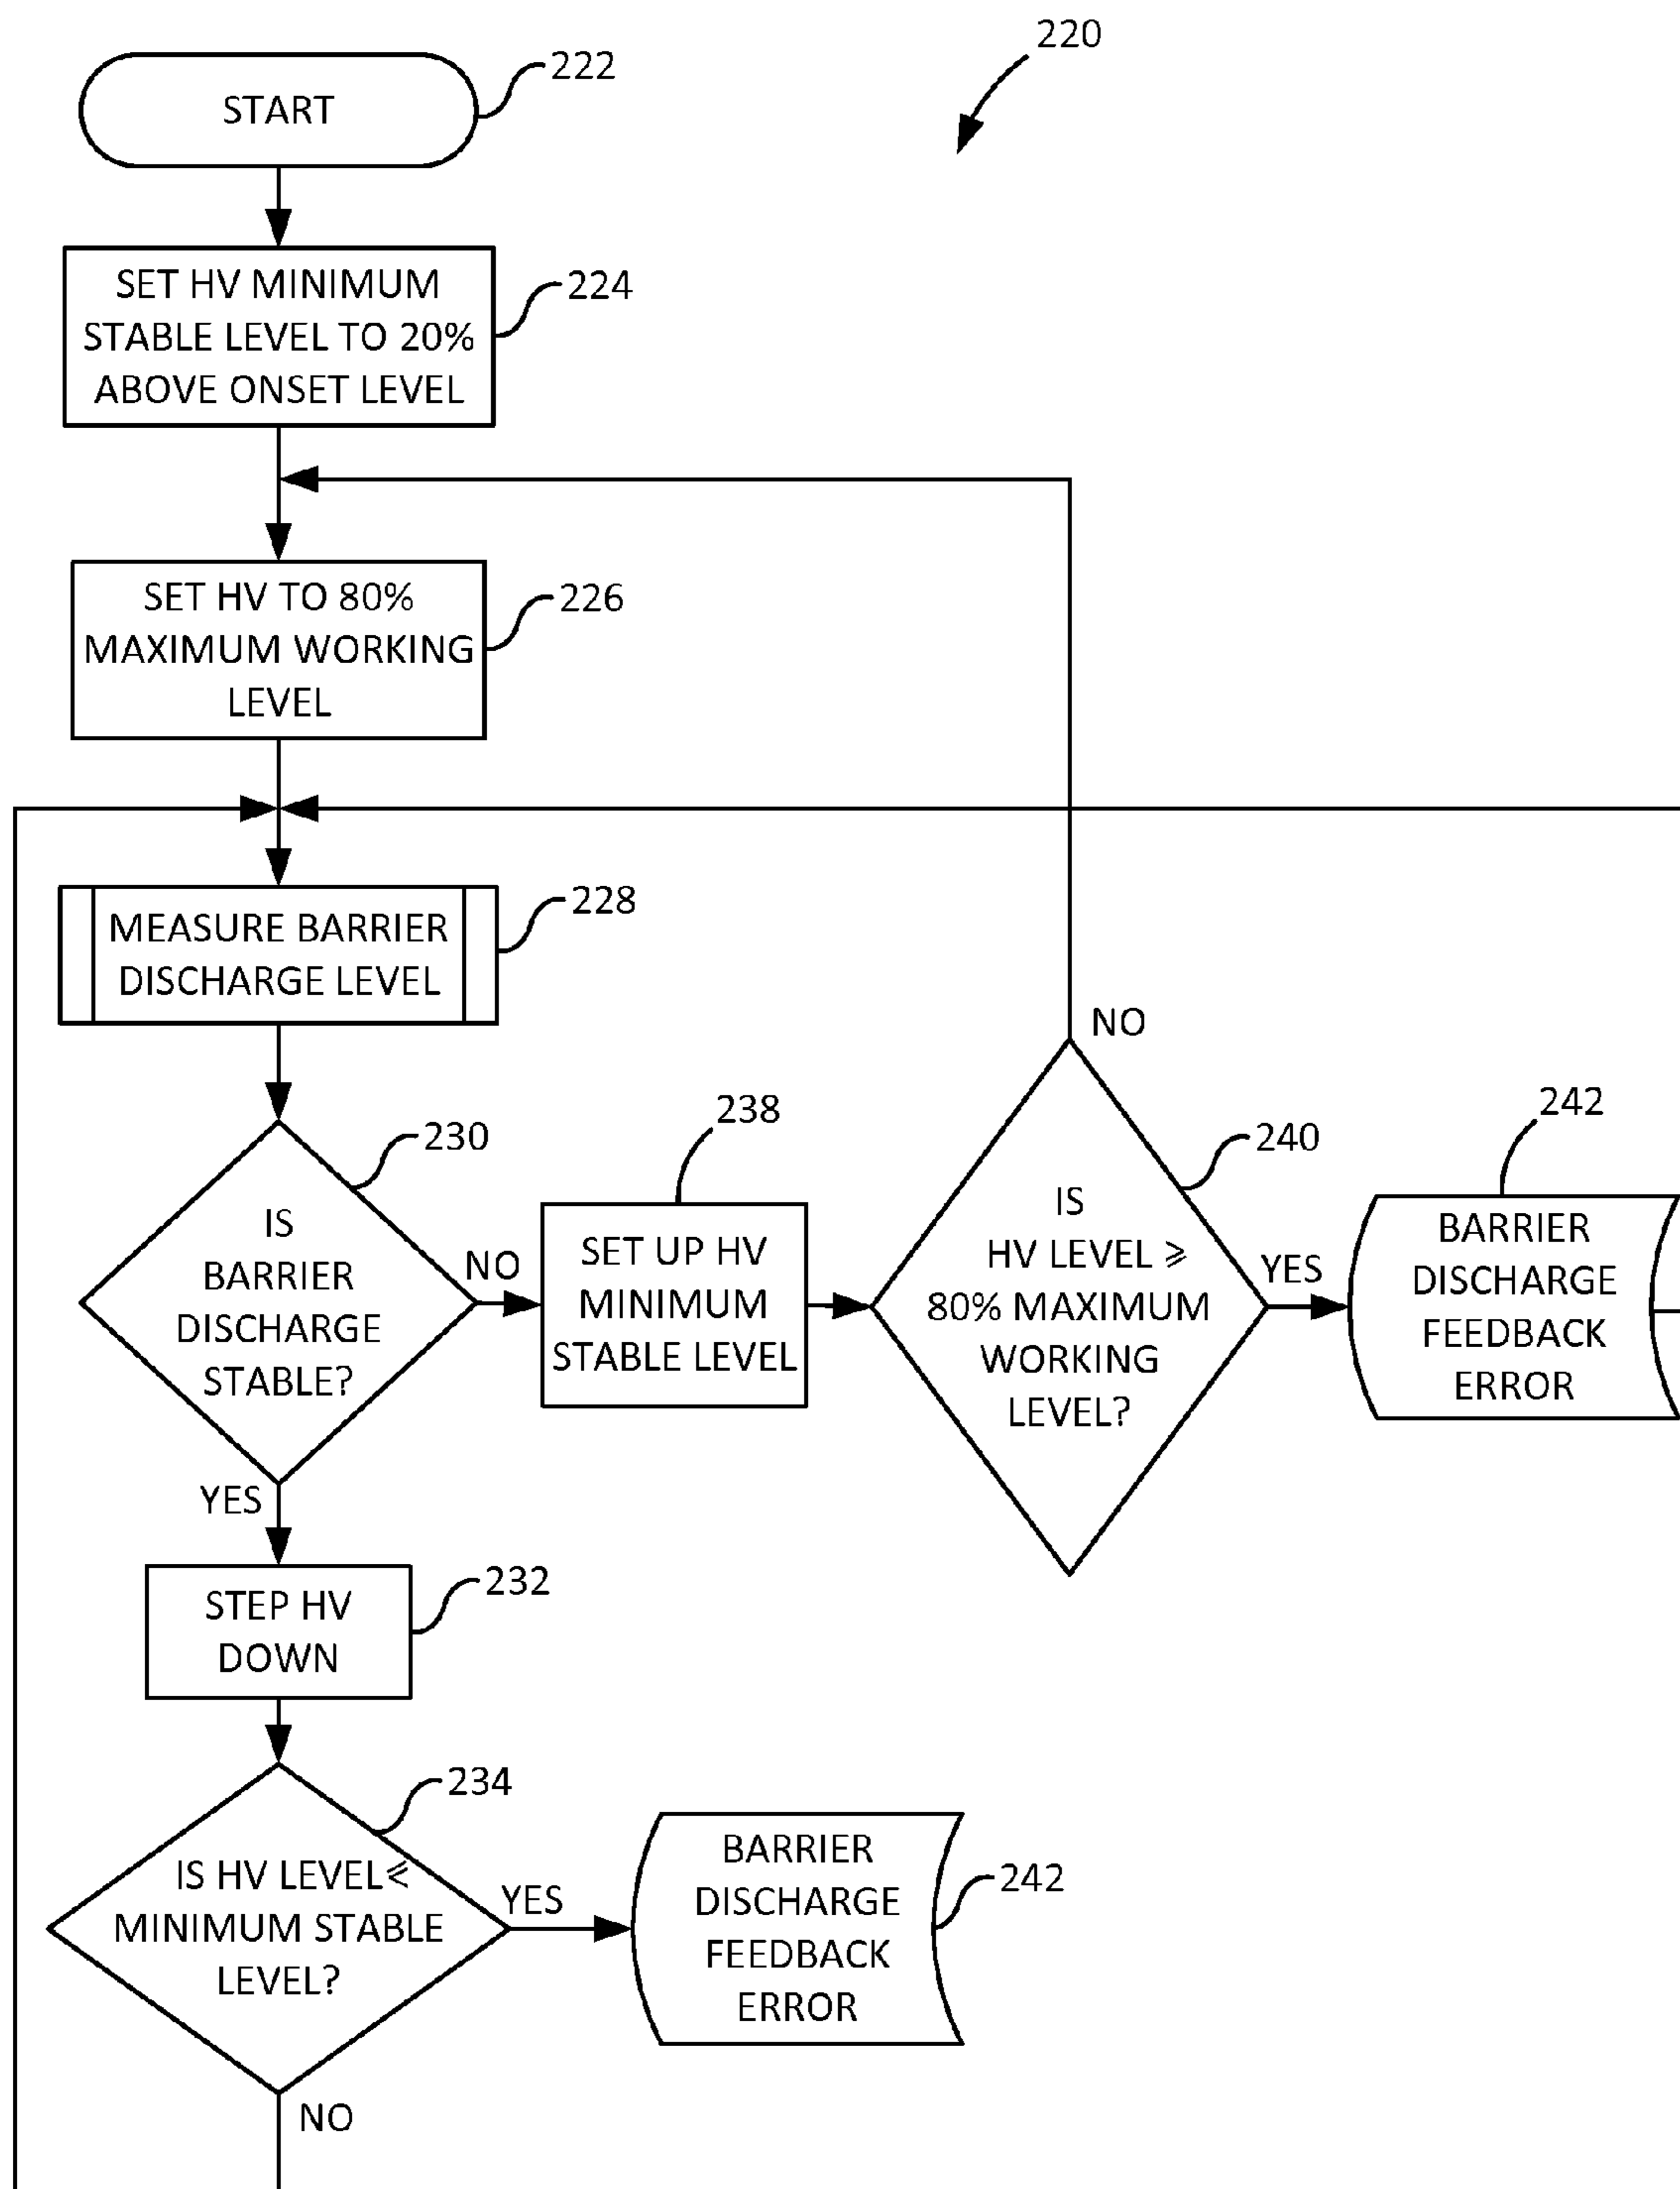 220
START
222
SET HV MINIMUM
STABLE LEVEL TO 20%
ABOVE ONSET LEVEL
224
SET HV TO 80%
MAXIMUM WORKING
LEVEL
226
MEASURE BARRIER
DISCHARGE LEVEL
228
IS
BARRIER
DISCHARGE
STABLE?
230
NO
YES
SET UP HV
MINIMUM
STABLE LEVEL
238
IS
HV LEVEL ⩾
80% MAXIMUM
WORKING
LEVEL?
240
NO
YES
BARRIER
DISCHARGE
FEEDBACK
ERROR
242
STEP HV
DOWN
232
IS HV LEVEL⩽
MINIMUM STABLE
LEVEL?
234
YES
NO
BARRIER
DISCHARGE
FEEDBACK
ERROR
242